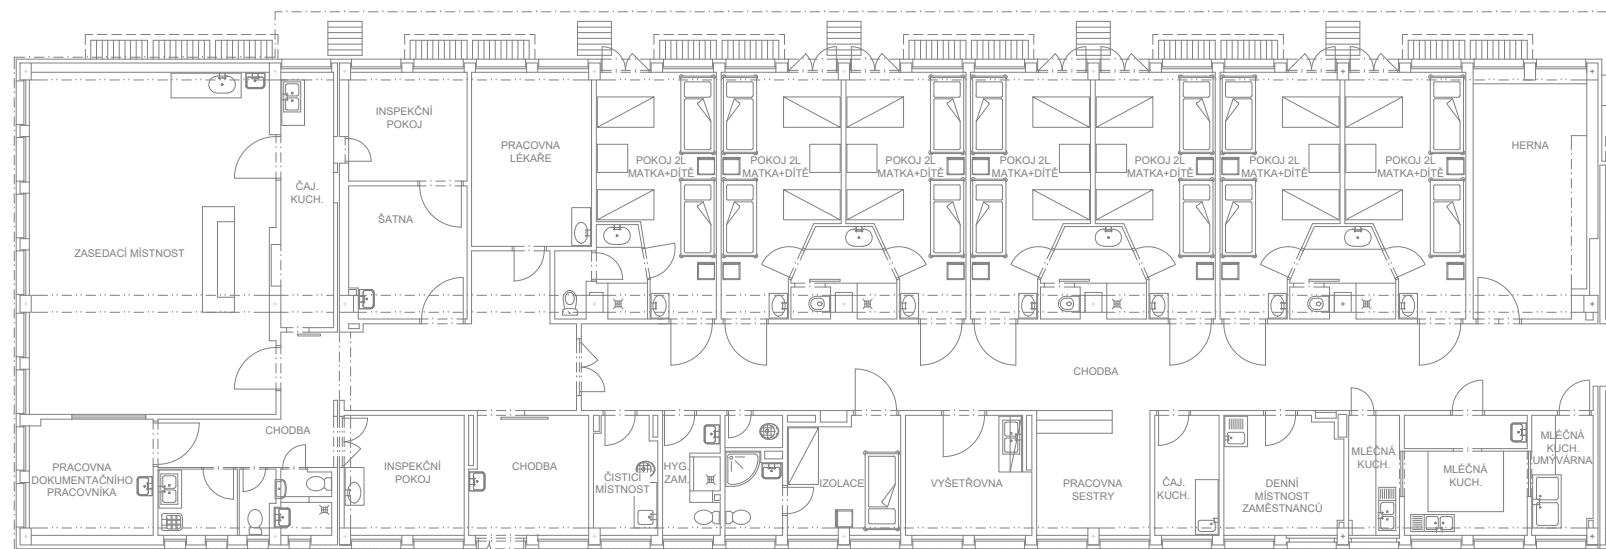 INSPEKČNÍ
POKOJ
PRACOVNA
LÉKAŘE
ČAJ.
KUCH.
ŠATNA
ZASEDACÍ MÍSTNOST
POKOJ 2L
MATKA+DÍTĚ
POKOJ 2L
MATKA+DÍTĚ
POKOJ 2L
MATKA+DÍTĚ
POKOJ 2L
MATKA+DÍTĚ
POKOJ 2L
MATKA+DÍTĚ
POKOJ 2L
MATKA+DÍTĚ
POKOJ 2L
MATKA+DÍTĚ
HERNA
CHODBA
CHODBA
PRACOVNA
DOKUMENTAČNÍHO
PRACOVNÍKA
INSPEKČNÍ
POKOJ
CHODBA
ČISTICÍ
MÍSTNOST
HYG.
ZAM.
IZOLACE
VYŠETŘOVNA
PRACOVNA
SESTRY
ČAJ.
KUCH.
DENNÍ
MÍSTNOST
ZAMĚSTNANCŮ
MLÉČNÁ
KUCH.
MLÉČNÁ
KUCH.
MLÉČNÁ
KUCH.
UMÝVÁRNA